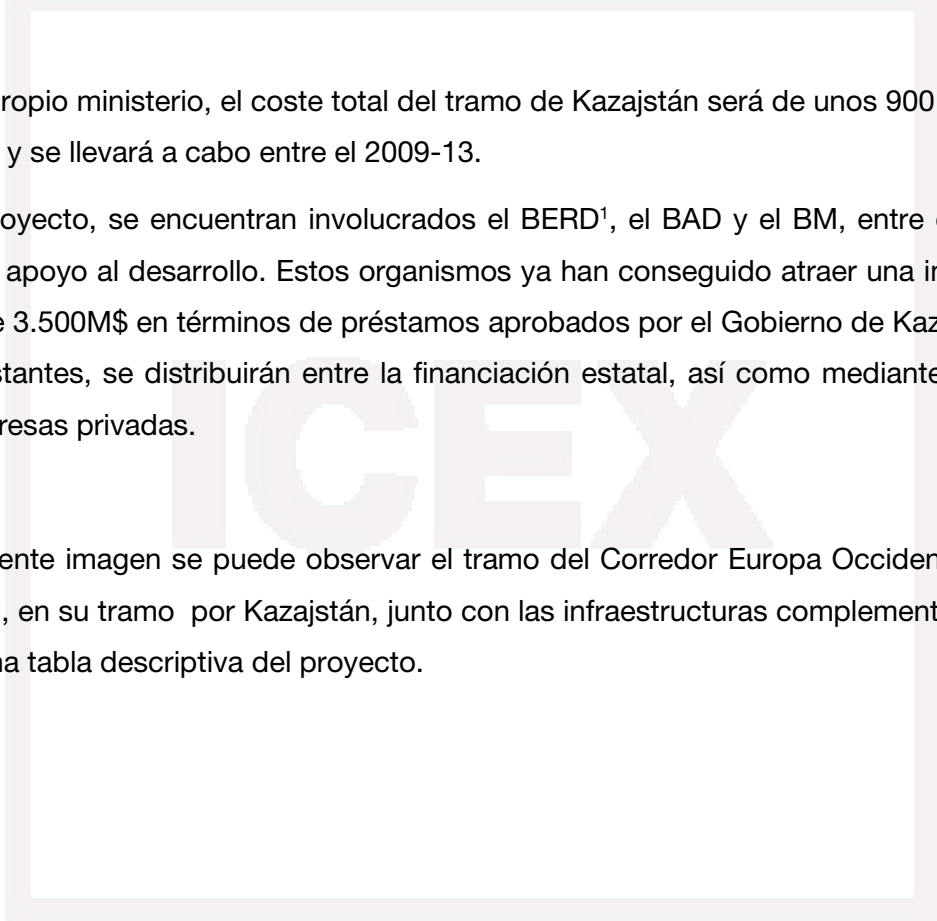 ropio ministerio, el coste total del tramo de Kazajstán será de unos 900
y se llevará a cabo entre el 2009-13.
oyecto, se encuentran involucrados el BERD¹, el BAD y el BM, entre
apoyo al desarrollo. Estos organismos ya han conseguido atraer una
3.500M$ en términos de préstamos aprobados por el Gobierno de Kaz
stantes, se distribuirán entre la financiación estatal, así como mediante
resas privadas.
ICEX
ente imagen se puede observar el tramo del Corredor Europa Occiden
, en su tramo por Kazajstán, junto con las infraestructuras complement
na tabla descriptiva del proyecto.